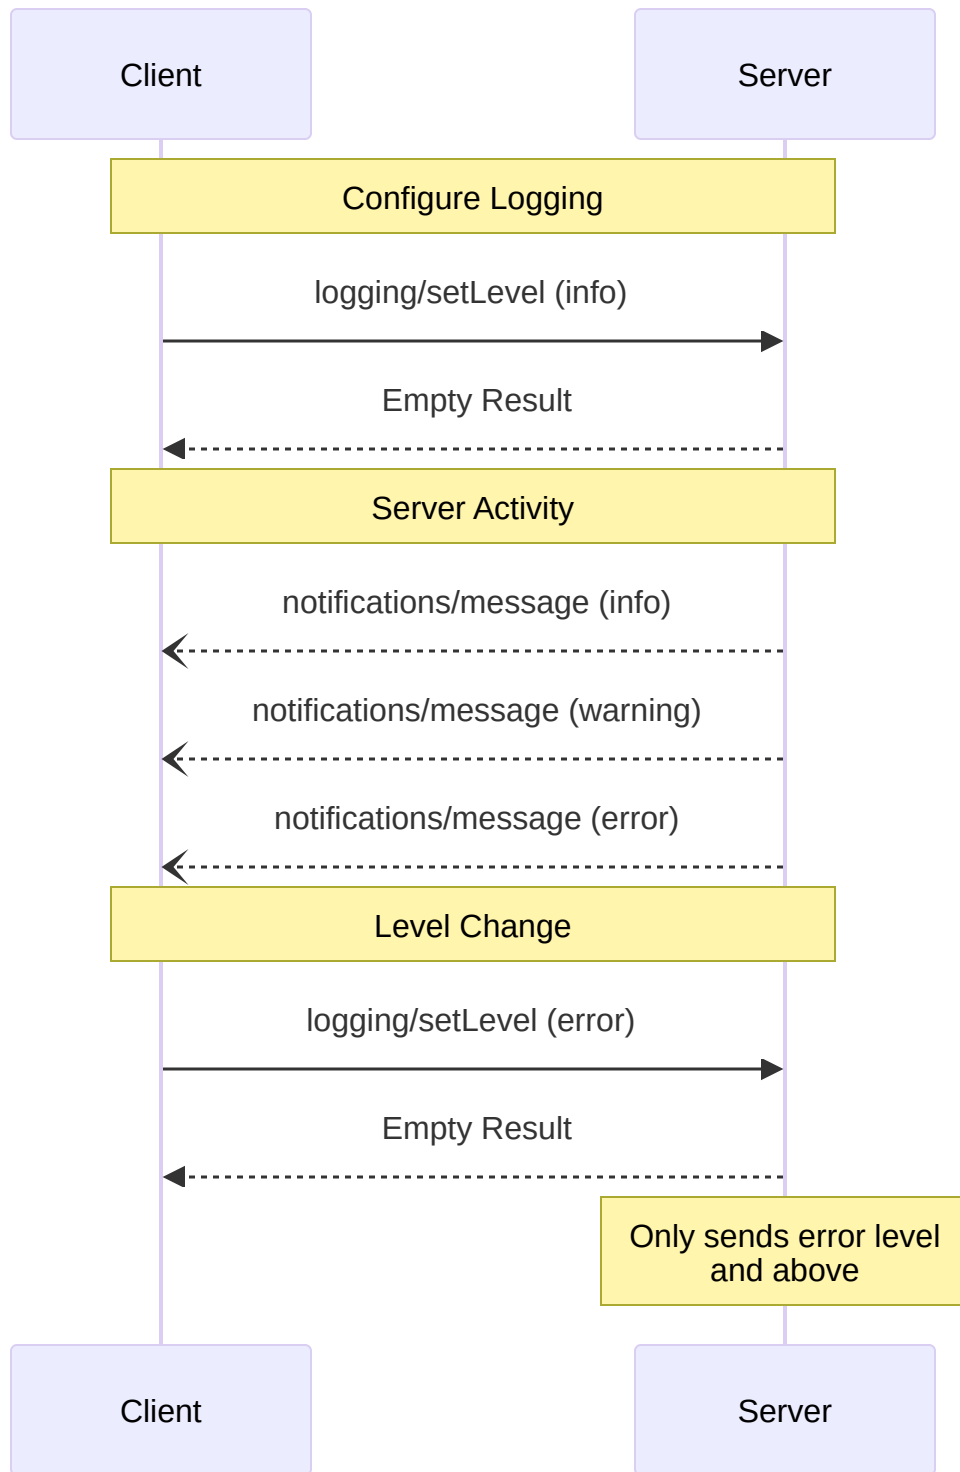 Client
Server
Configure Logging
logging/setLevel (info)
Empty Result
Server Activity
notifications/message (info)
notifications/message (warning)
notifications/message (error)
Level Change
logging/setLevel (error)
Empty Result
Only sends error level
and above
Client
Server